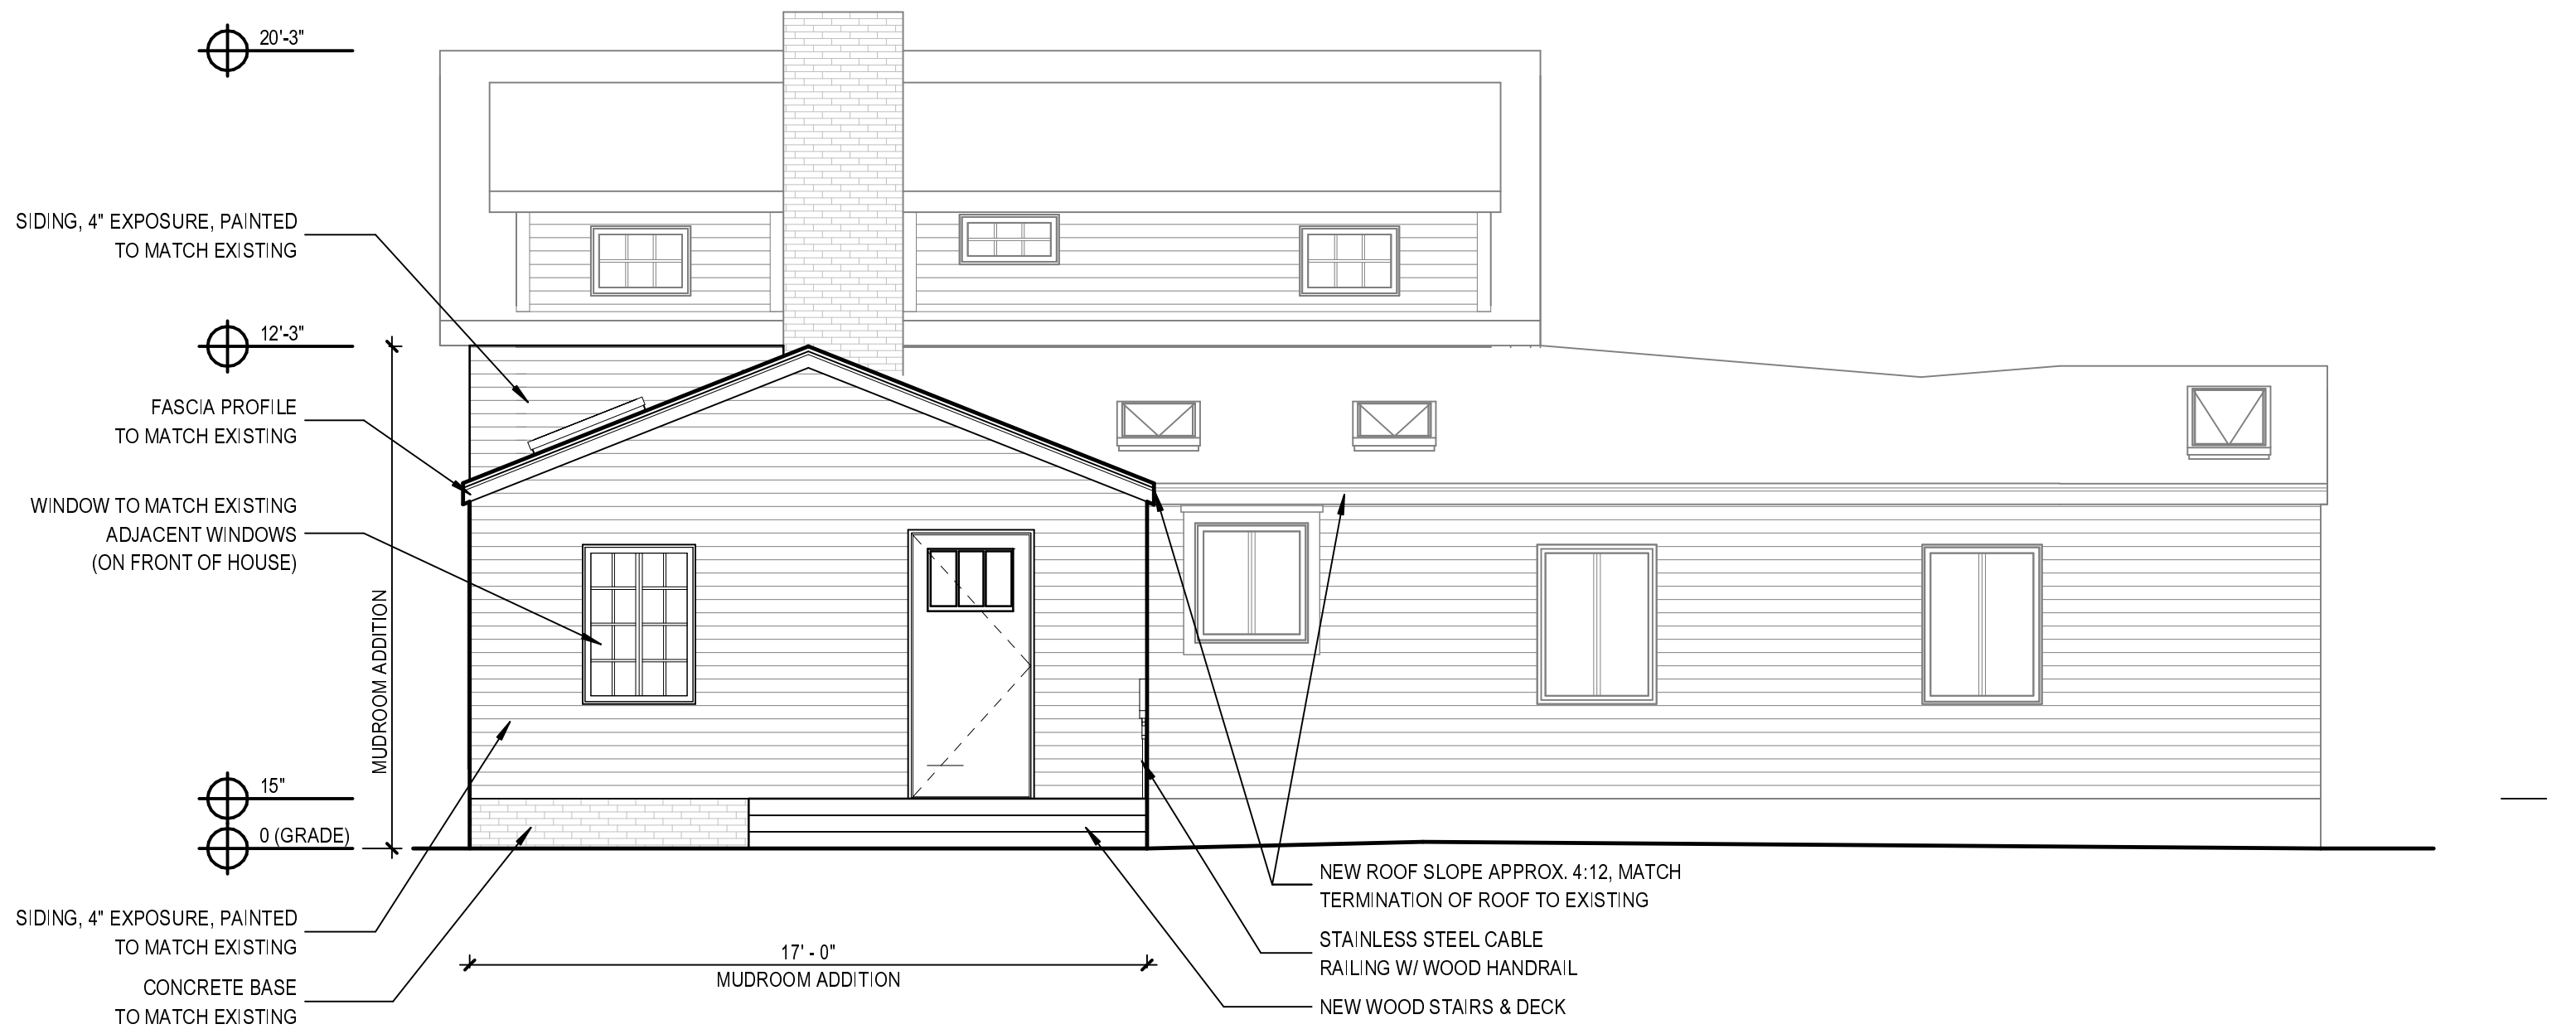 20'-3"
SIDING, 4" EXPOSURE, PAINTED
TO MATCH EXISTING
12'-3"
FASCIA PROFILE
TO MATCH EXISTING
WINDOW TO MATCH EXISTING
ADJACENT WINDOWS
(ON FRONT OF HOUSE)
MUDROOM ADDITION
15"
0 (GRADE)
SIDING, 4" EXPOSURE, PAINTED
TO MATCH EXISTING
CONCRETE BASE
TO MATCH EXISTING
17' - 0"
MUDROOM ADDITION
NEW ROOF SLOPE APPROX. 4:12, MATCH
TERMINATION OF ROOF TO EXISTING
STAINLESS STEEL CABLE
RAILING W/ WOOD HANDRAIL
NEW WOOD STAIRS & DECK